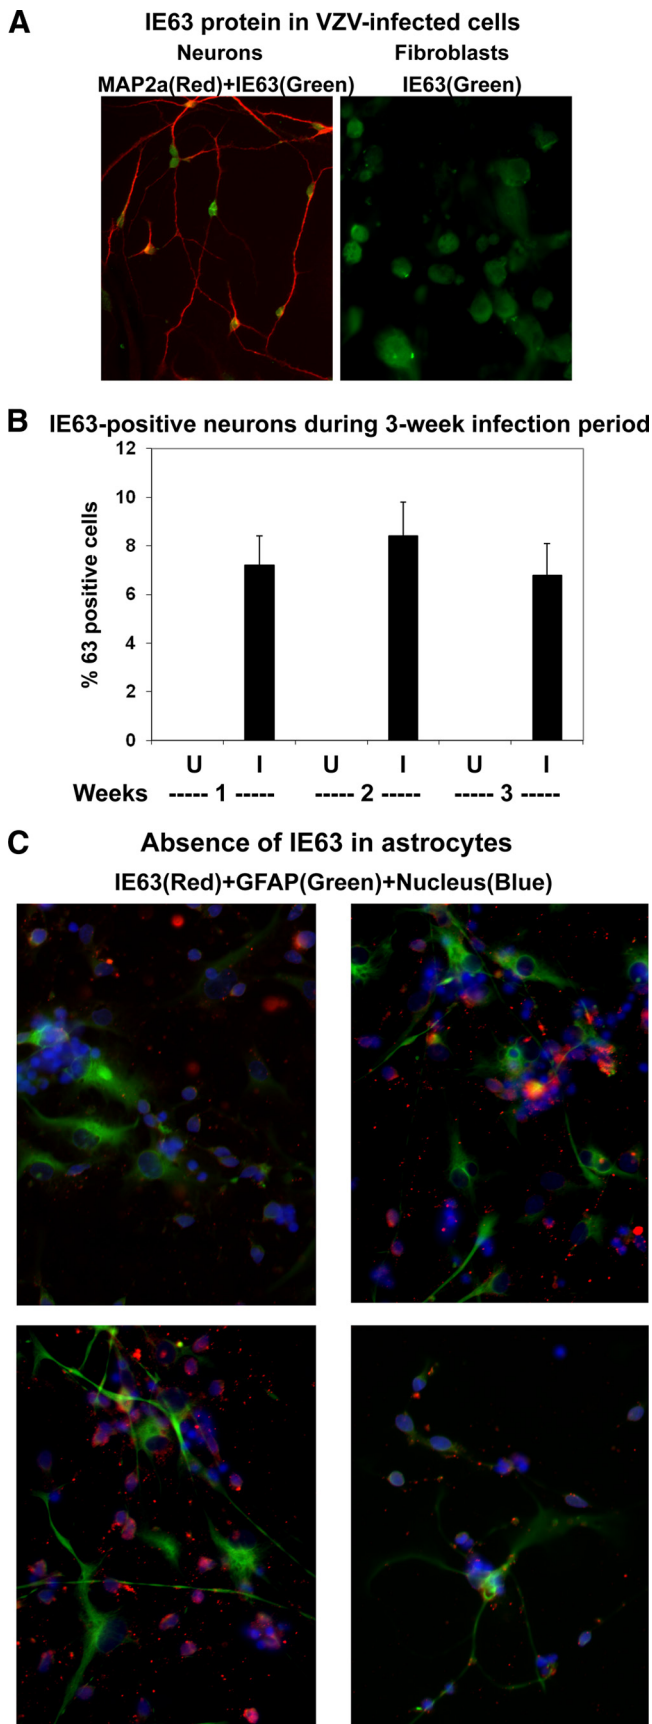 A
IE63 protein in VZV-infected cells
Neurons Fibroblasts
MAP2a(Red)+IE63(Green) IE63(Green)
B IE63-positive neurons during 3-week infection period
12
10
8
6
4
2
0
% 63 positive cells
U I U I U I
Weeks ----- 1 ----- ----- 2 ----- ----- 3 -----
C Absence of IE63 in astrocytes
IE63(Red)+GFAP(Green)+Nucleus(Blue)